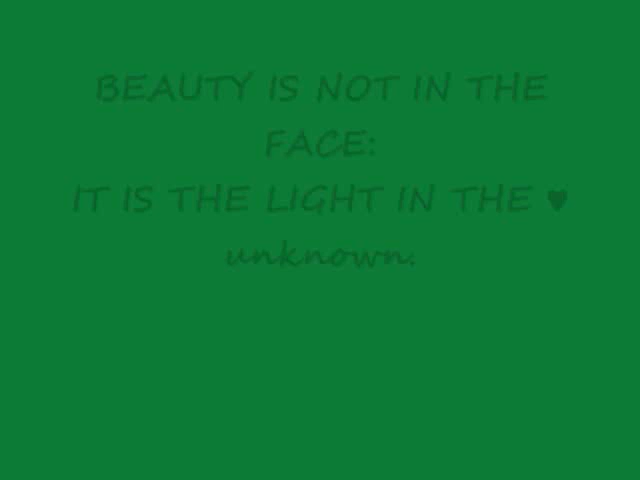 BEAUTY IS NOT IN THE
FACE:
IT IS THE LIGHT IN THE ♥
unknown.